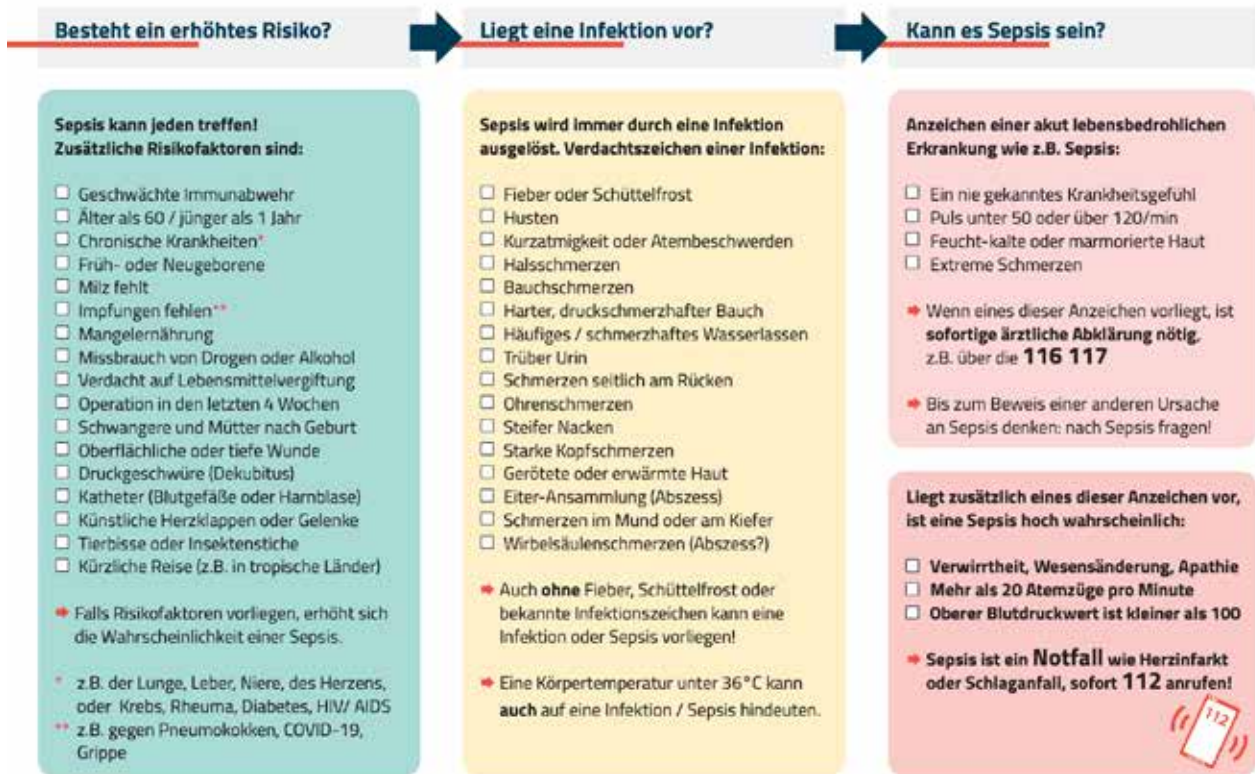 Besteht ein erhöhtes Risiko?
Liegt eine Infektion vor?
Kann es Sepsis sein?
Sepsis kann jeden treffen!
Zusätzliche Risikofaktoren sind:
Geschwächte Immunabwehr
Älter als 60 / jünger als 1 Jahr
Chronische Krankheiten*
Früh- oder Neugeborene
Milz fehlt
Impfungen fehlen**
Mangelernährung
Missbrauch von Drogen oder Alkohol
Verdacht auf Lebensmittelvergiftung
Operation in den letzten 4 Wochen
Schwangere und Mütter nach Geburt
Oberflächliche oder tiefe Wunde
Druckgeschwüre (Dekubitus)
Katheter (Blutgefäße oder Harnblase)
Künstliche Herzklappen oder Gelenke
Tierbisse oder Insektenstiche
Kürzliche Reise (z.B. in tropische Länder)
Falls Risikofaktoren vorliegen, erhöht sich
die Wahrscheinlichkeit einer Sepsis.
* z.B. der Lunge, Leber, Niere, des Herzens,
oder Krebs, Rheuma, Diabetes, HIV/ AIDS
** z.B. gegen Pneumokokken, COVID-19,
Grippe
Sepsis wird immer durch eine Infektion
ausgelöst. Verdachtszeichen einer Infektion:
Fieber oder Schüttelfrost
Husten
Kurzatmigkeit oder Atembeschwerden
Halsschmerzen
Bauchschmerzen
Harter, druckschmerzhafter Bauch
Häufiges / schmerzhaftes Wasserlassen
Trüber Urin
Schmerzen seitlich am Rücken
Ohrenschmerzen
Steifer Nacken
Starke Kopfschmerzen
Gerötete oder erwärmte Haut
Eiter-Ansammlung (Abszess)
Schmerzen im Mund oder am Kiefer
Wirbelsäulenschmerzen (Abszess?)
Auch ohne Fieber, Schüttelfrost oder
bekannte Infektionszeichen kann eine
Infektion oder Sepsis vorliegen!
Eine Körpertemperatur unter 36°C kann
auch auf eine Infektion / Sepsis hindeuten.
Anzeichen einer akut lebensbedrohlichen
Erkrankung wie z.B. Sepsis:
Ein nie gekanntes Krankheitsgefühl
Puls unter 50 oder über 120/min
Feucht-kalte oder marmorierte Haut
Extreme Schmerzen
Wenn eines dieser Anzeichen vorliegt, ist
sofortige ärztliche Abklärung nötig,
z.B. über die 116 117
Bis zum Beweis einer anderen Ursache
an Sepsis denken: nach Sepsis fragen!
Liegt zusätzlich eines dieser Anzeichen vor,
ist eine Sepsis hoch wahrscheinlich:
Verwirrtheit, Wesensänderung, Apathie
Mehr als 20 Atemzüge pro Minute
Oberer Blutdruckwert ist kleiner als 100
Sepsis ist ein Notfall wie Herzinfarkt
oder Schlaganfall, sofort 112 anrufen!
112